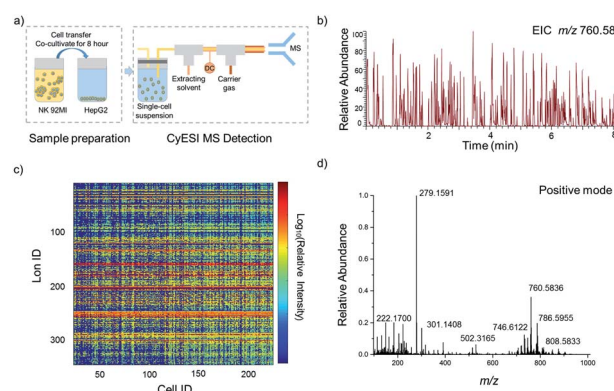 a)
Cell transfer
Co-cultivate for 8 hour
NK 92MI
HepG2
Sample preparation
MS
DC
Extracting
solvent
Carrier
gas
Single-cell
suspension
CyESI MS Detection
b)
EIC m/z 760.58
Relative Abundance
100
80
60
40
20
0
2
4
6
8
Time (min)
c)
Lon ID
100
200
300
50
100
150
200
Cell ID
Log10(Relative
Intensity)
d)
Positive mode
Relative Abundance
1.0
0.8
0.6
0.4
0.2
0.0
279.1591
222.1700
301.1408
502.3165
746.6122
760.5836
786.5955
808.5833
200
400
600
800
1000
m/z